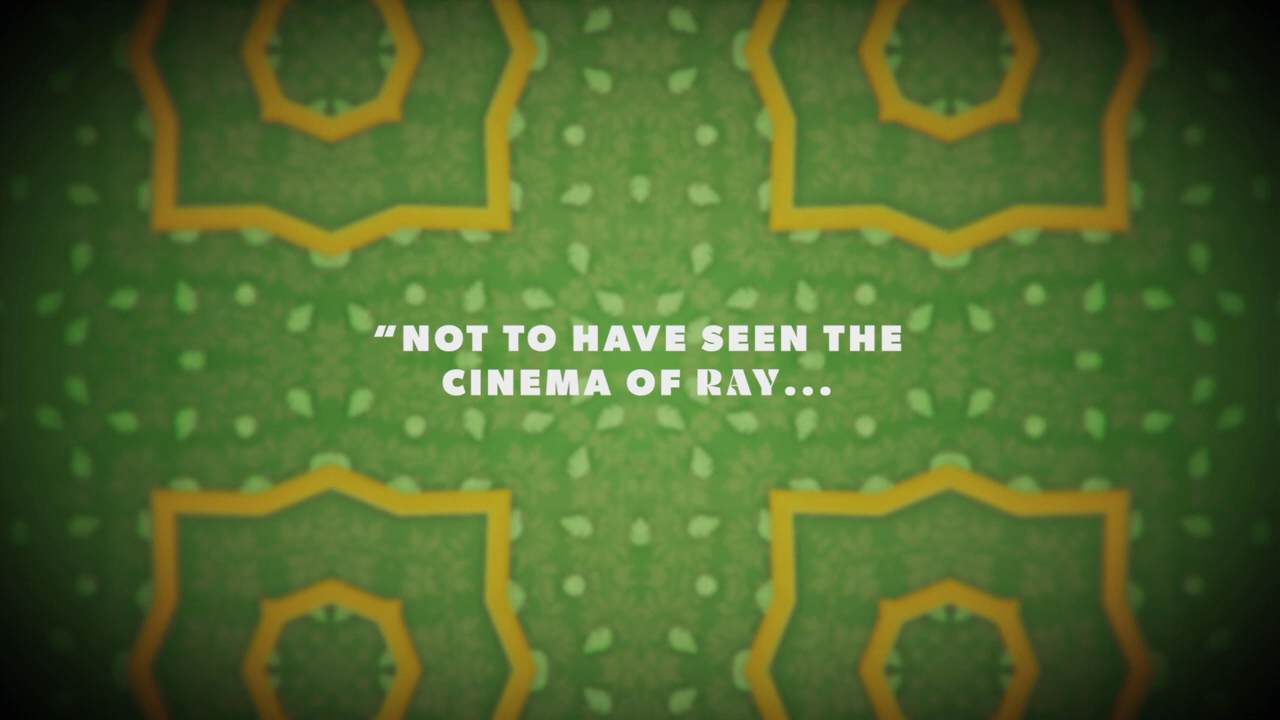 “NOT TO HAVE SEEN THE
CINEMA OF RAY...